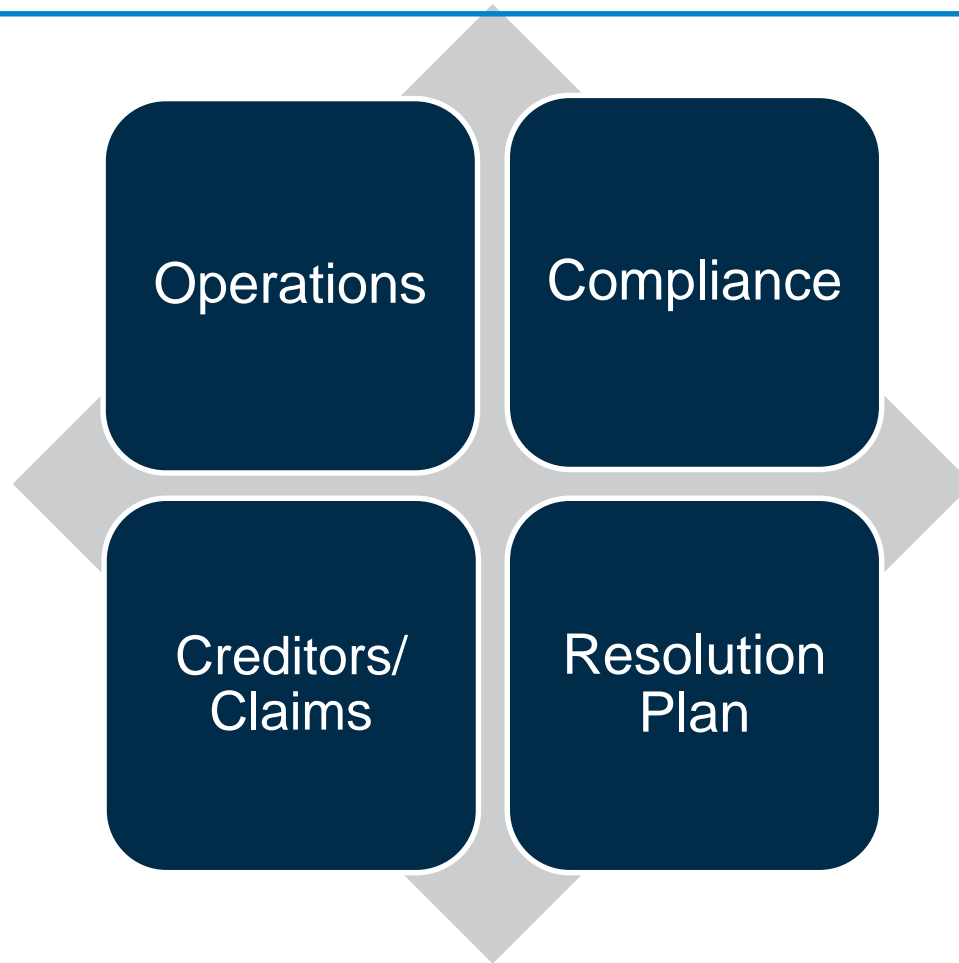 Operations
Compliance
Creditors/
Claims
Resolution
Plan